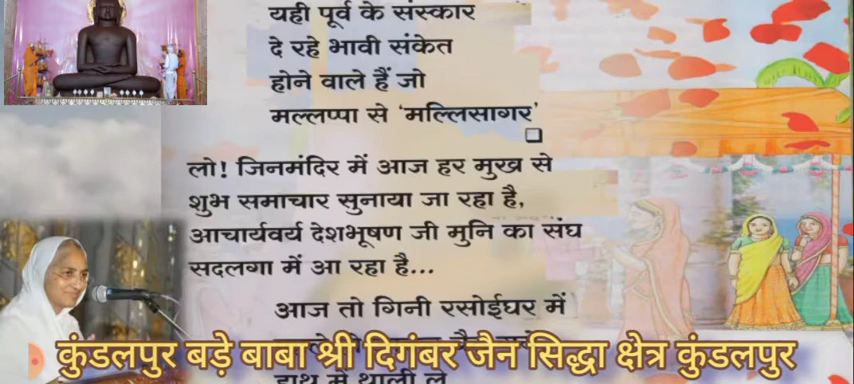 यही पूर्व के संस्कार
दे रहे भावी संकेत
होने वाले हैं जो
मल्लप्पा से ‘मल्लिसागर’
लो! जिनमंदिर में आज हर मुख से
शुभ समाचार सुनाया जा रहा है,
आचार्यवर्य देशभूषण जी मुनि का संघ
सदलगा में आ रहा है...
आज तो गिनी रसोईघर में
कुंडलपुर बड़े बाबा श्री दिगंबर जैन सिद्धा क्षेत्र कुंडलपुर
हाथ में थाली ले